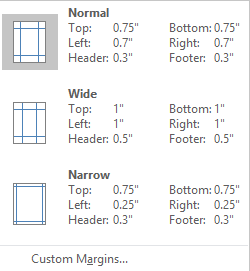 Normal
Top: 0.75" Bottom: 0.75"
Left: 0.7" Right: 0.7"
Header: 0.3" Footer: 0.3"
Wide
Top: 1" Bottom: 1"
Left: 1" Right: 1"
Header: 0.5" Footer: 0.5"
Narrow
Top: 0.75" Bottom: 0.75"
Left: 0.25" Right: 0.25"
Header: 0.3" Footer: 0.3"
Custom Margins...